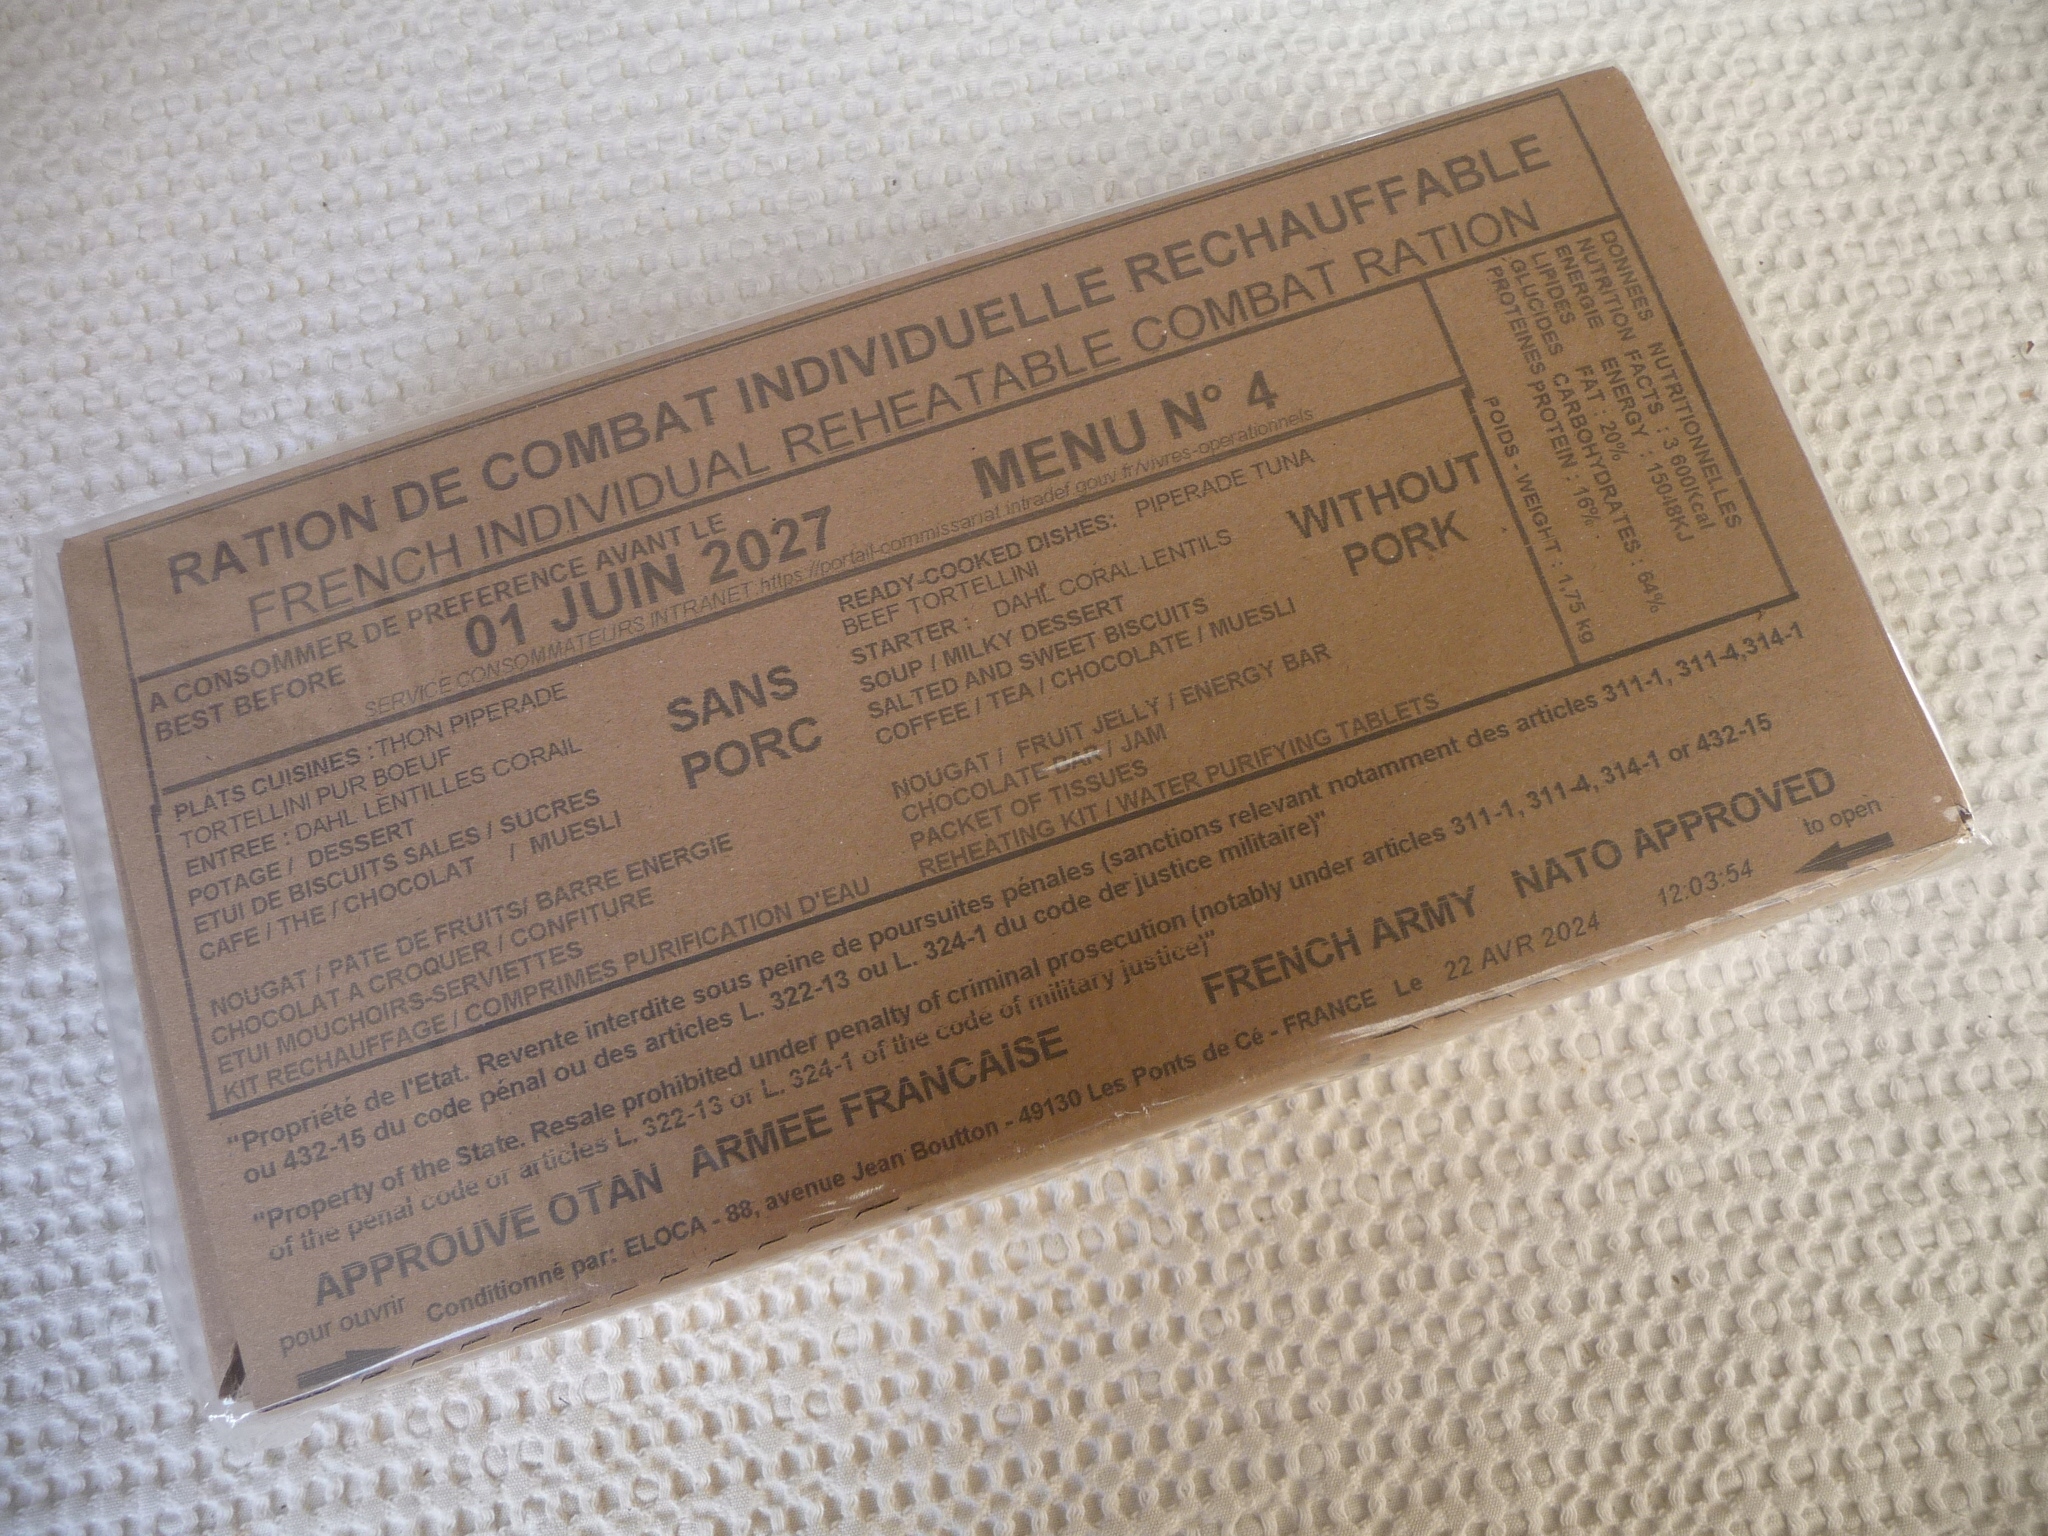 RATION DE COMBAT INDIVIDUELLE RECHAUFFABLE
FRENCH INDIVIDUAL REHEATABLE COMBAT RATION
A CONSOMMER DE PREFERENCE AVANT LE
BEST BEFORE
01 JUIN 2027
MENU N° 4
SERVICE CONSOMMATEURS INTRANET :https://portail-commissariat.intradef.gouv.fr/vivres-operationnels
PLATS CUISINES : THON PIPERADE
TORTELLINI PUR BOEUF
ENTREE : DAHL LENTILLES CORAIL
POTAGE / DESSERT
ETUI DE BISCUITS SALES / SUCRES
CAFE / THE / CHOCOLAT / MUESLI
NOUGAT / PATE DE FRUITS/ BARRE ENERGIE
CHOCOLAT A CROQUER / CONFITURE
ETUI MOUCHOIRS-SERVIETTES
KIT RECHAUFFAGE / COMPRIMES PURIFICATION D'EAU
SANS
PORC
READY-COOKED DISHES: PIPERADE TUNA
BEEF TORTELLINI
STARTER : DAHL CORAL LENTILS
SOUP / MILKY DESSERT
SALTED AND SWEET BISCUITS
COFFEE / TEA / CHOCOLATE / MUESLI
NOUGAT / FRUIT JELLY / ENERGY BAR
CHOCOLATE BAR / JAM
PACKET OF TISSUES
REHEATING KIT / WATER PURIFYING TABLETS
WITHOUT
PORK
DONNEES NUTRITIONNELLES
NUTRITION FACTS : 3 600Kcal
ENERGIE ENERGY : 15048KJ
LIPIDES FAT : 20%
GLUCIDES CARBOHYDRATES : 64%
PROTEINES PROTEIN : 16%
POIDS - WEIGHT : 1,75 kg
"Propriété de l'Etat. Revente interdite sous peine de poursuites pénales (sanctions relevant notamment des articles 311-1, 311-4,314-1
ou 432-15 du code pénal ou des articles L. 322-13 ou L. 324-1 du code de justice militaire)"
"Property of the State. Resale prohibited under penalty of criminal prosecution (notably under articles 311-1, 311-4, 314-1 or 432-15
of the penal code or articles L. 322-13 or L. 324-1 of the code of military justice)"
APPROUVE OTAN ARMEE FRANCAISE FRENCH ARMY NATO APPROVED
pour ouvrir Conditionné par: ELOCA - 88, avenue Jean Boutton - 49130 Les Ponts de Cé - FRANCE Le 22 AVR 2024 12:03:54 to open